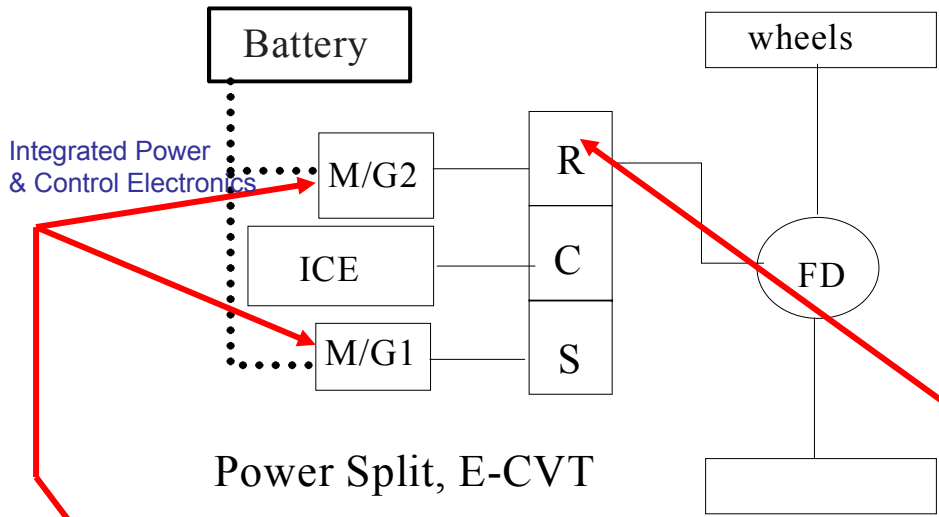 Battery
wheels
Integrated Power
& Control Electronics
M/G2
R
ICE
C
FD
M/G1
S
Power Split, E-CVT